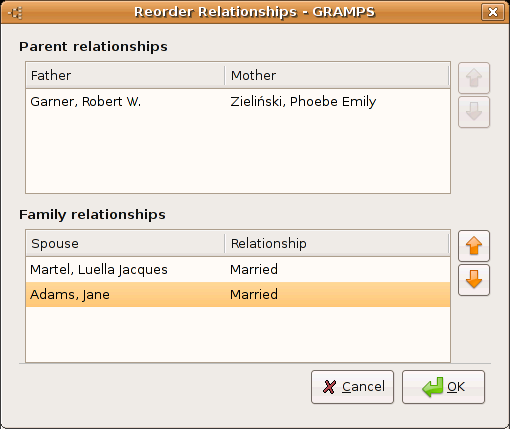 Reorder Relationships - GRAMPS
Parent relationships
Father Mother
Garner, Robert W. Zieliński, Phoebe Emily
Family relationships
Spouse Relationship
Martel, Luella Jacques Married
Adams, Jane Married
Cancel OK